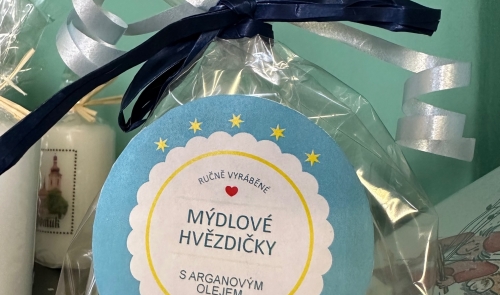 RUČNĚ VYRÁBĚNÉ
MÝDLOVÉ
HVĚZDIČKY
S ARGANOVÝM
OLEJEM